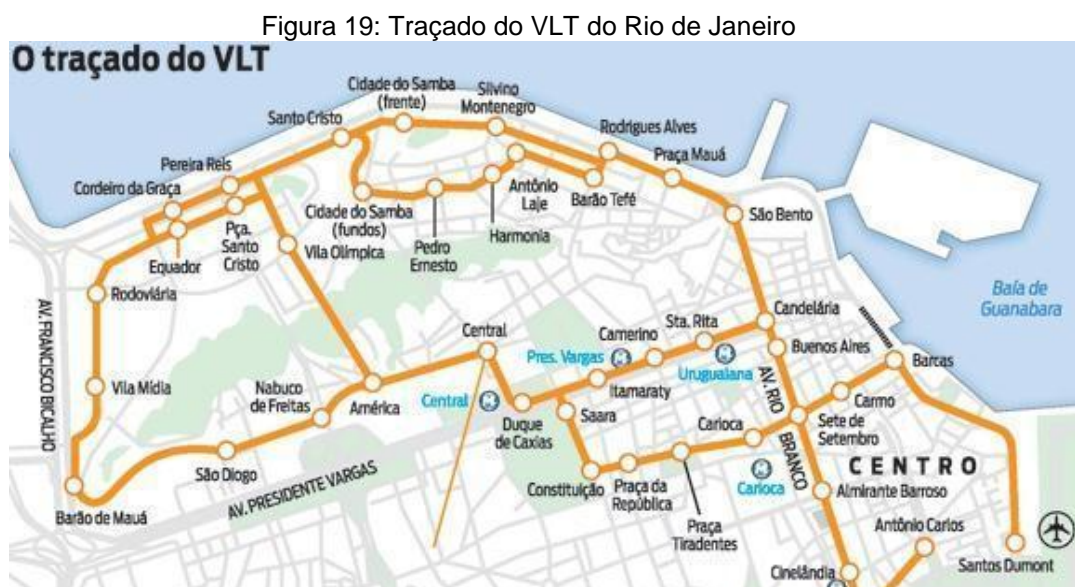 Figura 19: Traçado do VLT do Rio de Janeiro
O traçado do VLT
Cidade do Samba
(frente)
Silvino
Montenegro
Santo Cristo
Rodrigues Alves
Praça Mauá
Pereira Reis
Cordeiro da Graça
Antônio
Laje
Barão Tefé
Cidade do Samba
(fundos)
Pedro
Ernesto
Harmonia
São Bento
Pça.
Santo
Cristo
Vila Olímpica
Equador
Rodoviária
Baía de
Guanabara
Candelária
Sta. Rita
Camerino
Central
Pres. Vargas
Uruguaiana
Itamaraty
Buenos Aires
Barcas
AV. FRANCISCO BICALHO
Vila Mídia
Nabuco
de Freitas
América
Central
Duque
de Caxias
Saara
Carioca
AV. RIO
BRANCO
Carmo
Sete de
Setembro
São Diogo
AV. PRESIDENTE VARGAS
Constituição
Praça da
República
Praça
Tiradentes
Carioca
CENTRO
Almirante Barroso
Antônio Carlos
Barão de Mauá
Cinelândia
Santos Dumont